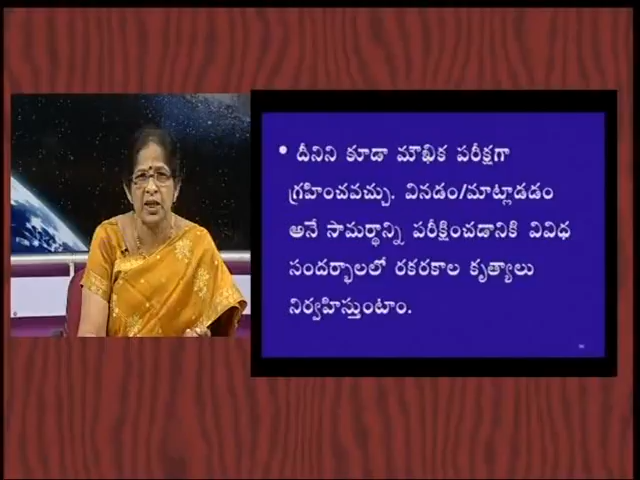 • దీనిని కూడా మౌఖిక పరీక్షగా
గ్రహించవచ్చు. వినడం/మాట్లాడడం
అనే సామర్థాన్ని పరీక్షించడానికి వివిధ
సందర్భాలలో రకరకాల కృత్యాలు
నిర్వహిస్తుంటాం.